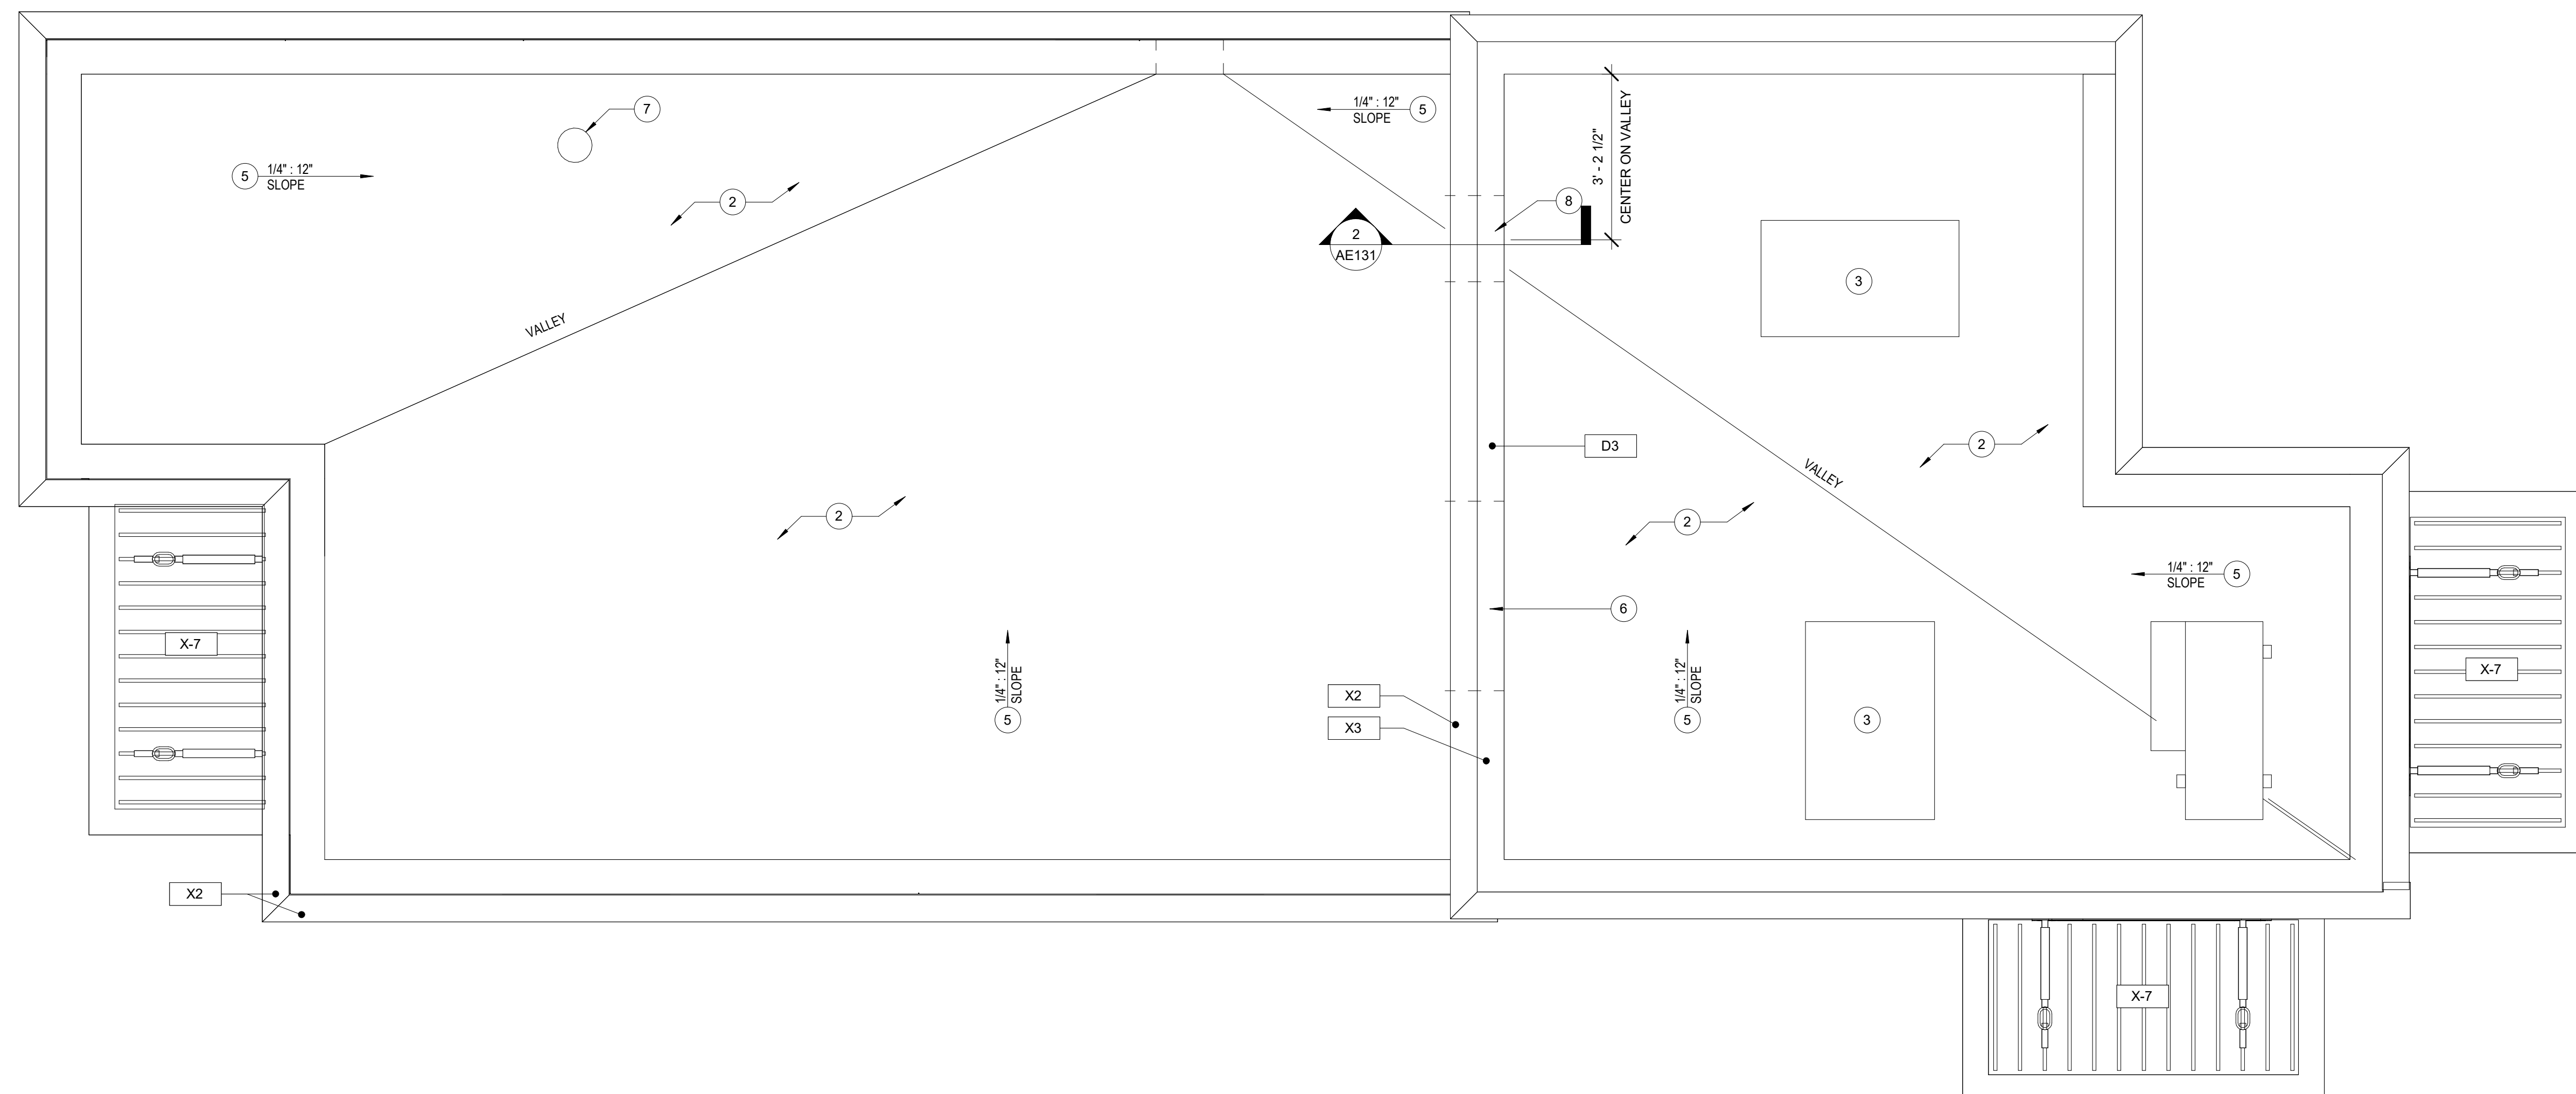 7
1/4" : 12"
SLOPE
5
5
1/4" : 12"
SLOPE
2
8
3' - 2 1/2"
CENTER ON VALLEY
2
AE131
3
VALLEY
D3
2
VALLEY
2
2
1/4" : 12"
SLOPE
5
6
X-7
1/4" : 12"
SLOPE
5
X2
X3
1/4" : 12"
SLOPE
5
3
X-7
X2
X-7